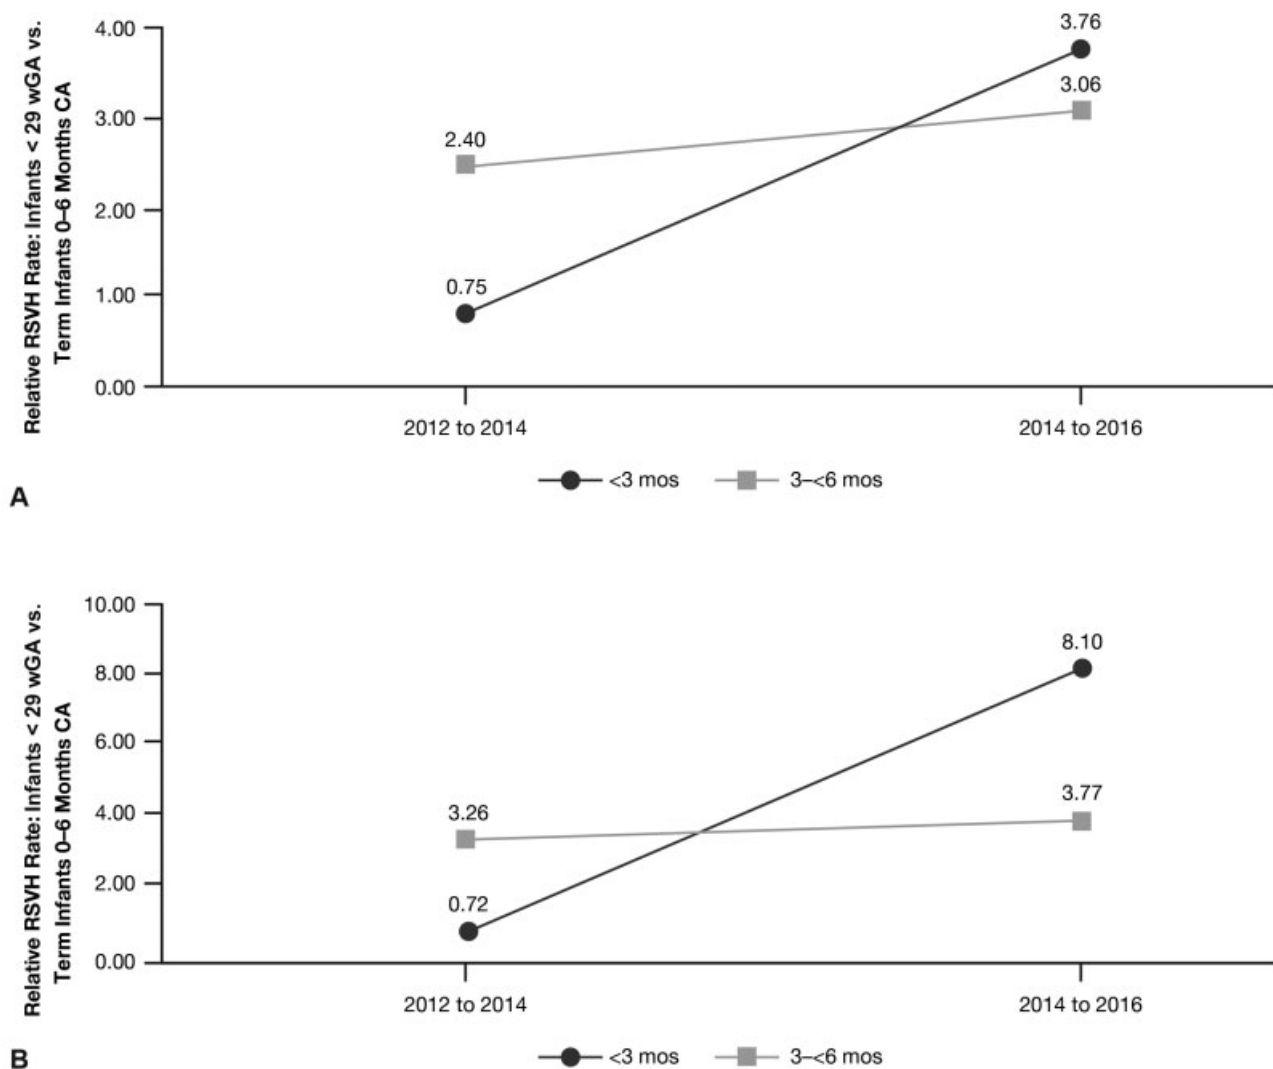 Relative RSVH Rate: Infants < 29 wGA vs.
Term Infants 0–6 Months CA
4.00
3.00
2.00
1.00
0.00
2.40
0.75
3.76
3.06
2012 to 2014
2014 to 2016
<3 mos
3–<6 mos
A
Relative RSVH Rate: Infants < 29 wGA vs.
Term Infants 0–6 Months CA
10.00
8.00
6.00
4.00
2.00
0.00
3.26
0.72
8.10
3.77
2012 to 2014
2014 to 2016
<3 mos
3–<6 mos
B